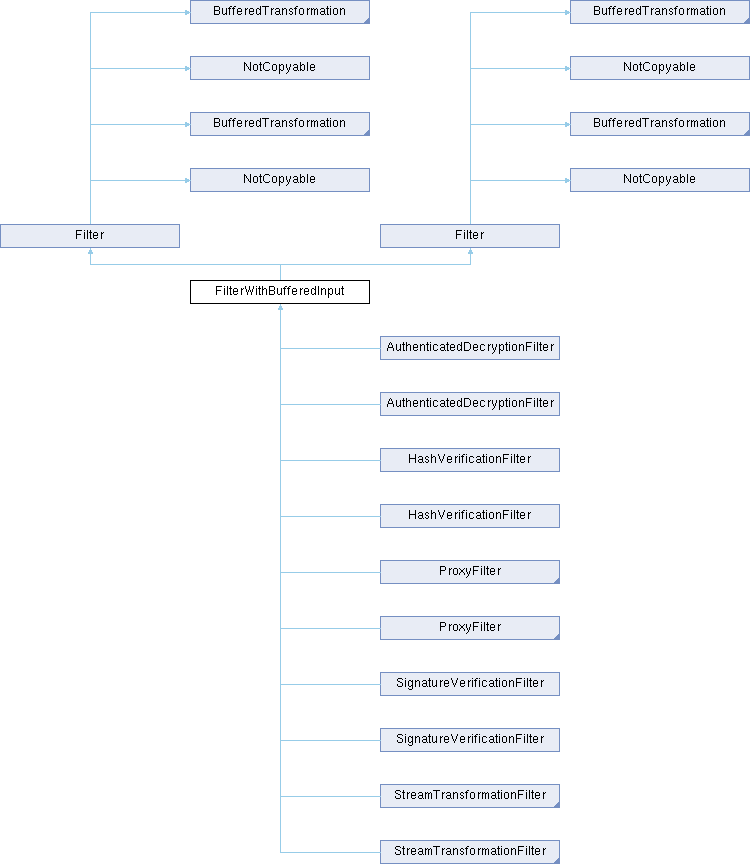 BufferedTransformation
BufferedTransformation
NotCopyable
NotCopyable
BufferedTransformation
BufferedTransformation
NotCopyable
NotCopyable
Filter
Filter
FilterWithBufferedInput
AuthenticatedDecryptionFilter
AuthenticatedDecryptionFilter
HashVerificationFilter
HashVerificationFilter
ProxyFilter
ProxyFilter
SignatureVerificationFilter
SignatureVerificationFilter
StreamTransformationFilter
StreamTransformationFilter